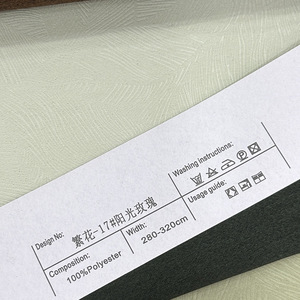 Design No: 繁花-17#阳光玫瑰
Washing instructions:
Composition: 100%Polyester
Width: 280-320cm
Usage guide: